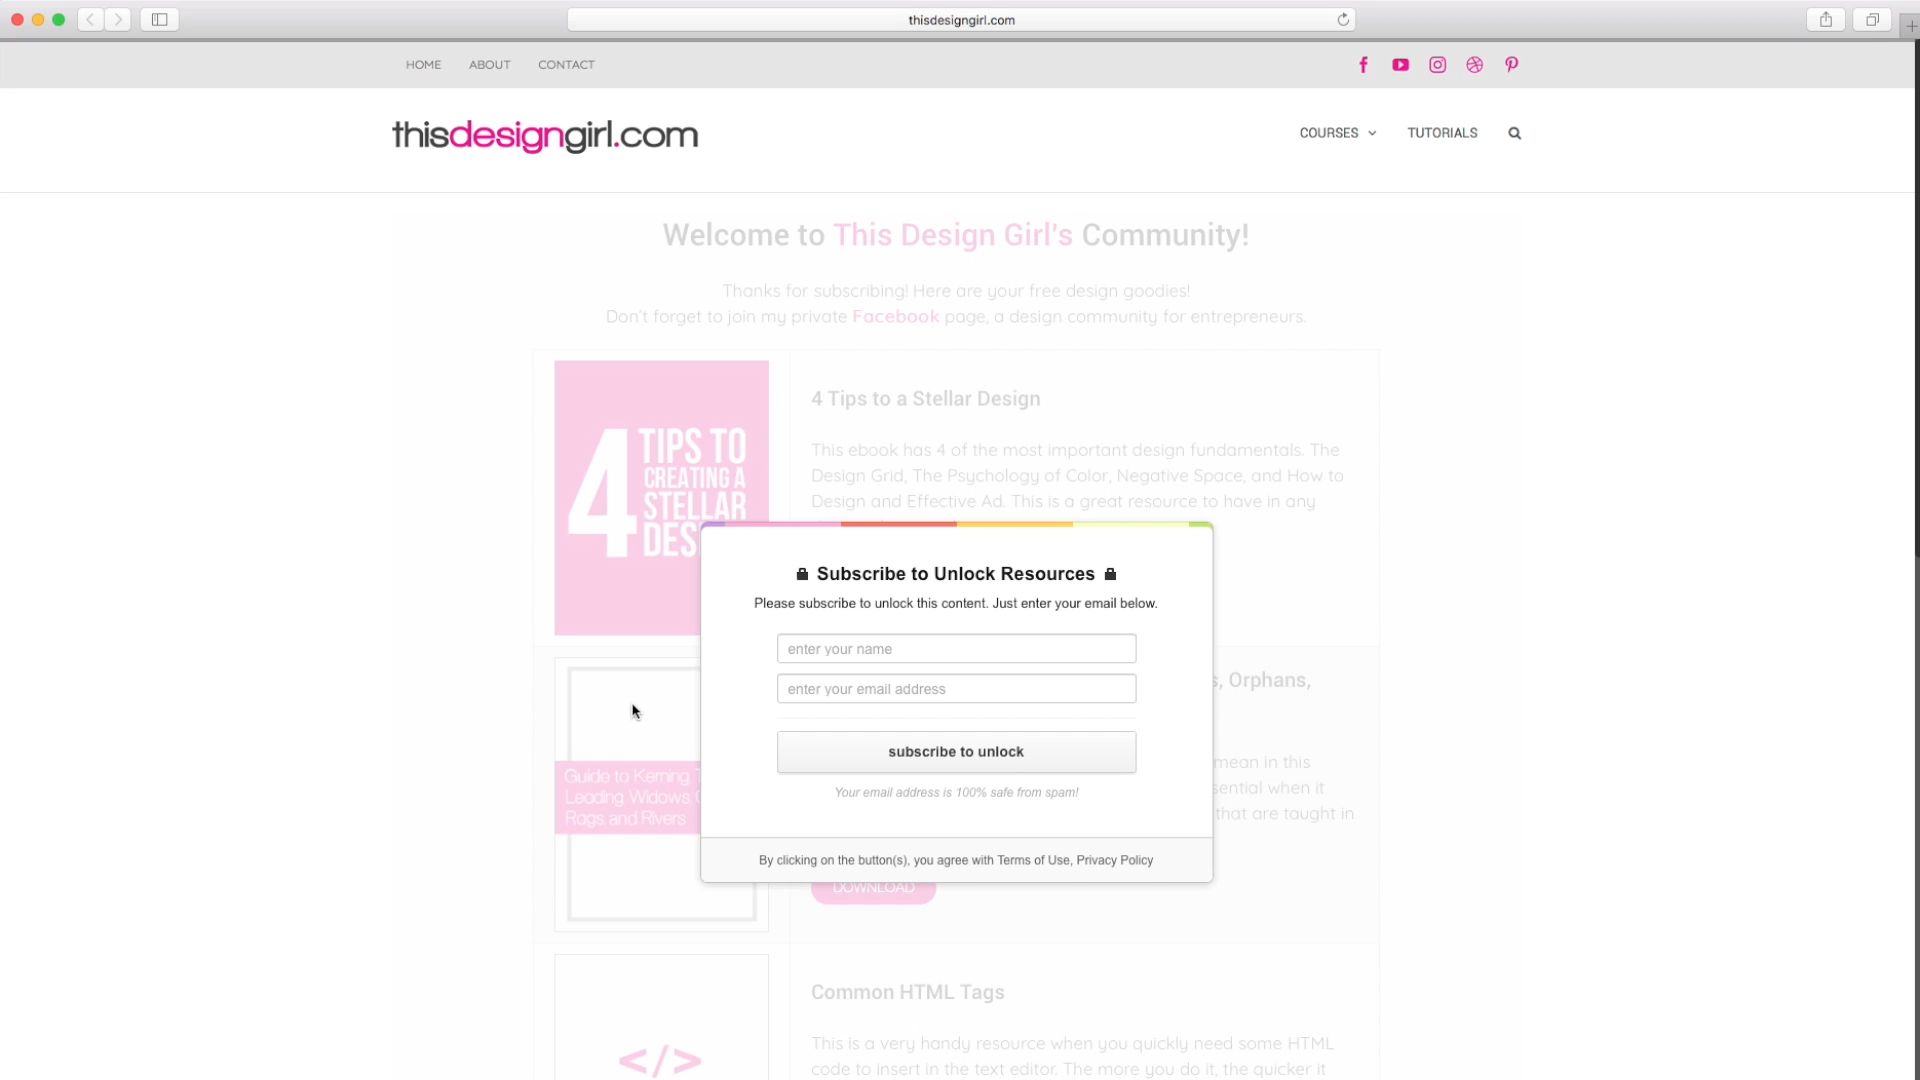 thisdesigngirl.com
HOME ABOUT CONTACT
thisdesigngirl.com
COURSES TUTORIALS
Welcome to This Design Girl's Community!
Thanks for subscribing! Here are your free design goodies!
Don't forget to join my private Facebook page, a design community for entrepreneurs.
4 TIPS TO
CREATING A
STELLAR
DES
4 Tips to a Stellar Design
This ebook has 4 of the most important design fundamentals. The
Design Grid, The Psychology of Color, Negative Space, and How to
Design and Effective Ad. This is a great resource to have in any
Subscribe to Unlock Resources
Please subscribe to unlock this content. Just enter your email below.
enter your name
enter your email address
subscribe to unlock
Your email address is 100% safe from spam!
By clicking on the button(s), you agree with Terms of Use, Privacy Policy
Guide to Kerning
Leading Widows
Rags and Rivers
s, Orphans,
mean in this
sential when it
that are taught in
DOWNLOAD
</>
Common HTML Tags
This is a very handy resource when you quickly need some HTML
code to insert in the text editor. The more you do it, the quicker it